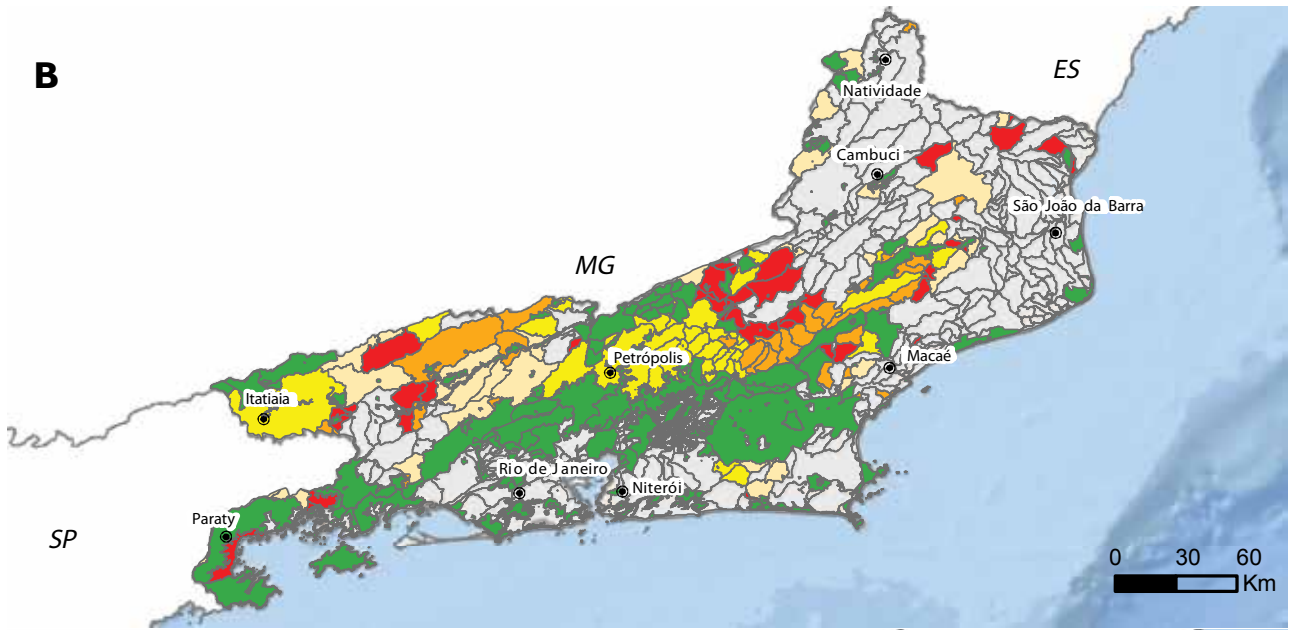 B
ES
Natividade
Cambuci
São João da Barra
MG
Petrópolis
Macaé
Itatiaia
Rio de Janeiro
Niterói
Paraty
SP
0 30 60
Km